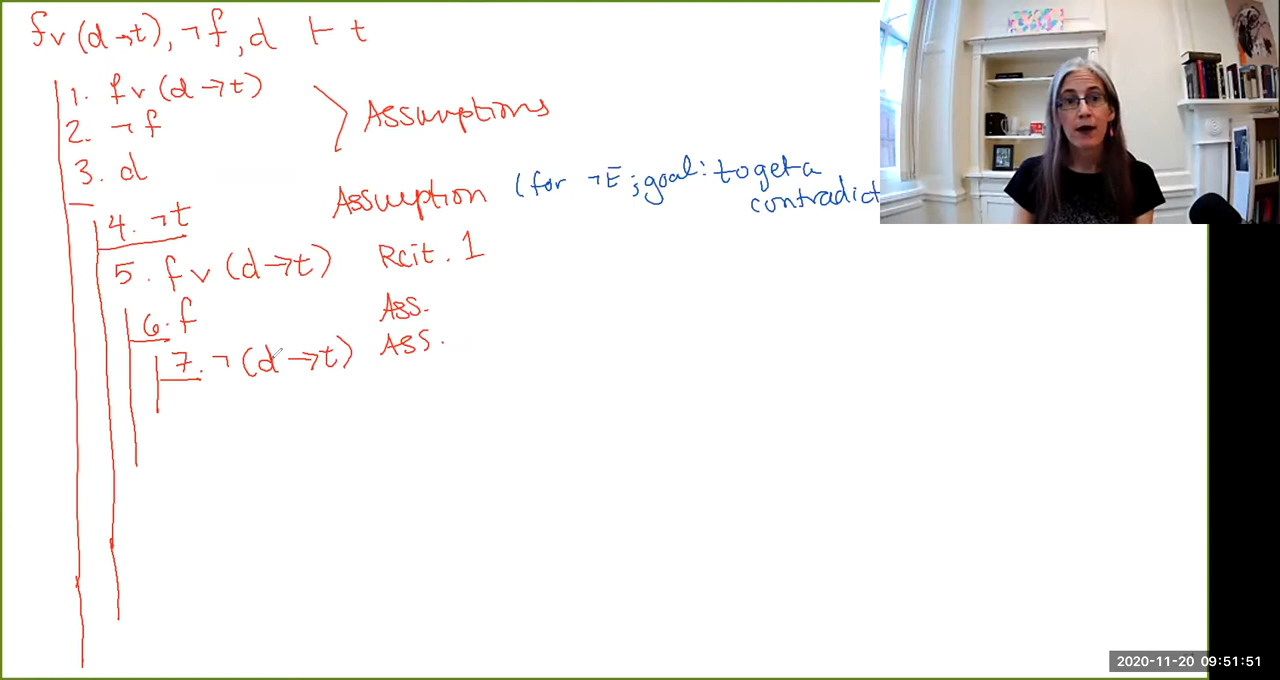 f v (d→t), ¬f, d ⊢ t
1. f v (d→t)
2. ¬f
3. d
Assumptions
4. ¬t Assumption (for ¬E; goal: to get a
contradict
5. f v (d→t) Reit. 1
6. f Ass.
7. ¬(d→t) Ass.
2020-11-20 09:51:51